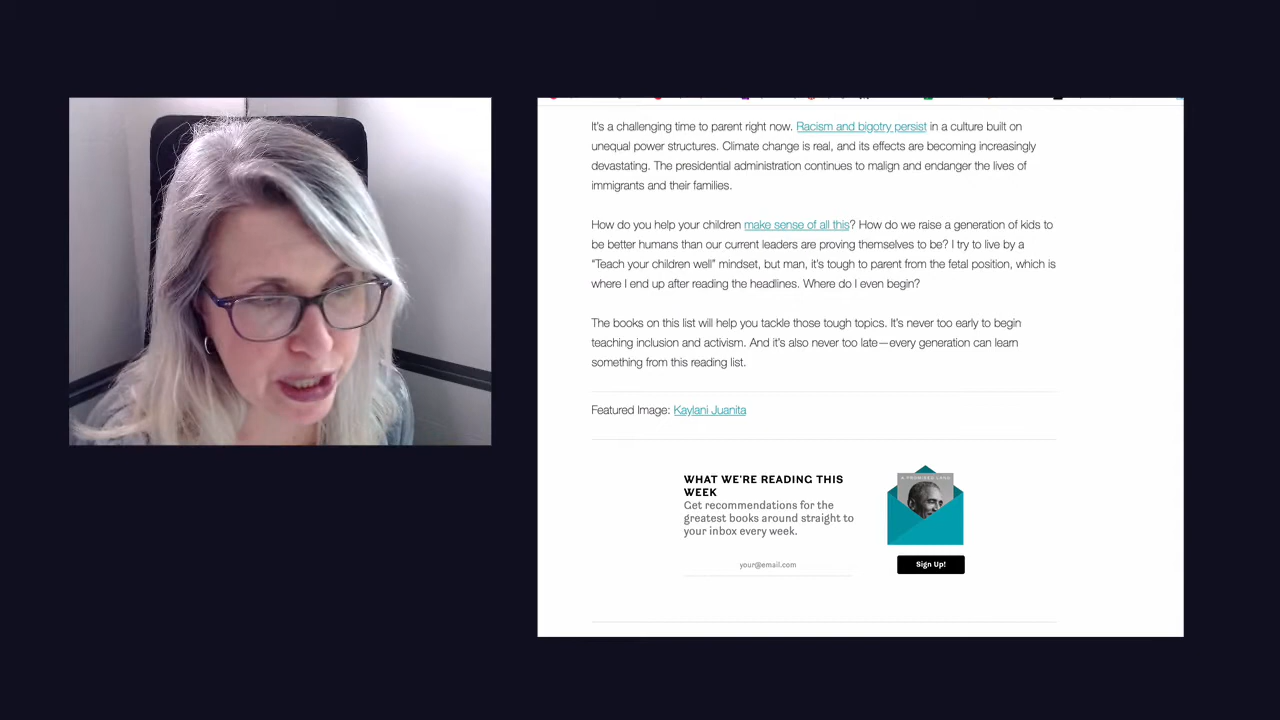 It's a challenging time to parent right now. Racism and bigotry persist in a culture built on
unequal power structures. Climate change is real, and its effects are becoming increasingly
devastating. The presidential administration continues to malign and endanger the lives of
immigrants and their families.
How do you help your children make sense of all this? How do we raise a generation of kids to
be better humans than our current leaders are proving themselves to be? I try to live by a
“Teach your children well” mindset, but man, it's tough to parent from the fetal position, which is
where I end up after reading the headlines. Where do I even begin?
The books on this list will help you tackle those tough topics. It's never too early to begin
teaching inclusion and activism. And it's also never too late—every generation can learn
something from this reading list.
Featured Image: Kaylani Juanita
WHAT WE'RE READING THIS
WEEK
Get recommendations for the
greatest books around straight to
your inbox every week.
A PROMISED LAND
your@email.com
Sign Up!